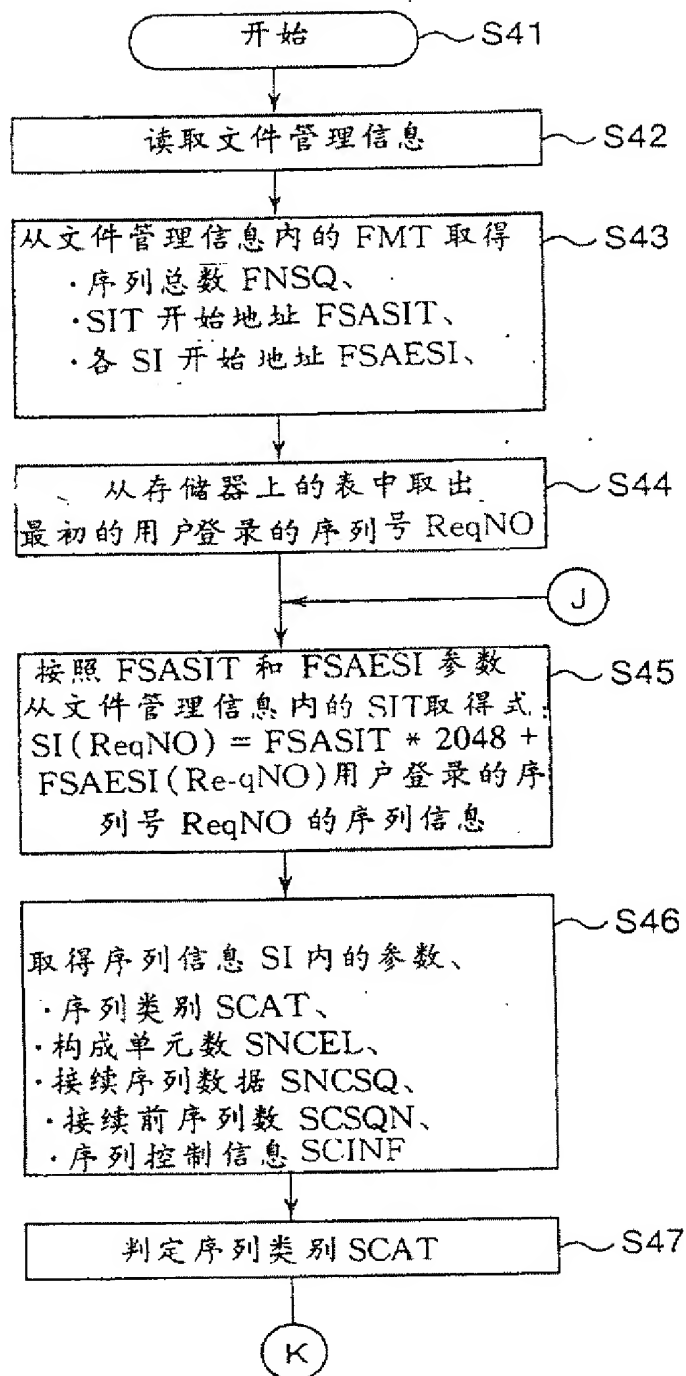 开始
S41
读取文件管理信息
S42
从文件管理信息内的 FMT 取得
·序列总数 FNSQ、
·SIT 开始地址 FSASIT、
·各 SI 开始地址 FSAESI、
S43
从存储器上的表中取出
最初的用户登录的序列号 ReqNO
S44
J
按照 FSASIT 和 FSAESI 参数
从文件管理信息内的 SIT取得式:
SI(ReqNO) = FSASIT * 2048 +
FSAESI(Re-qNO)用户登录的序
列号 ReqNO 的序列信息
S45
取得序列信息 SI 内的参数、
·序列类别 SCAT、
·构成单元数 SNCEL、
·接续序列数据 SNCSQ、
·接续前序列数 SCSQN、
·序列控制信息 SCINF
S46
判定序列类别 SCAT
S47
K